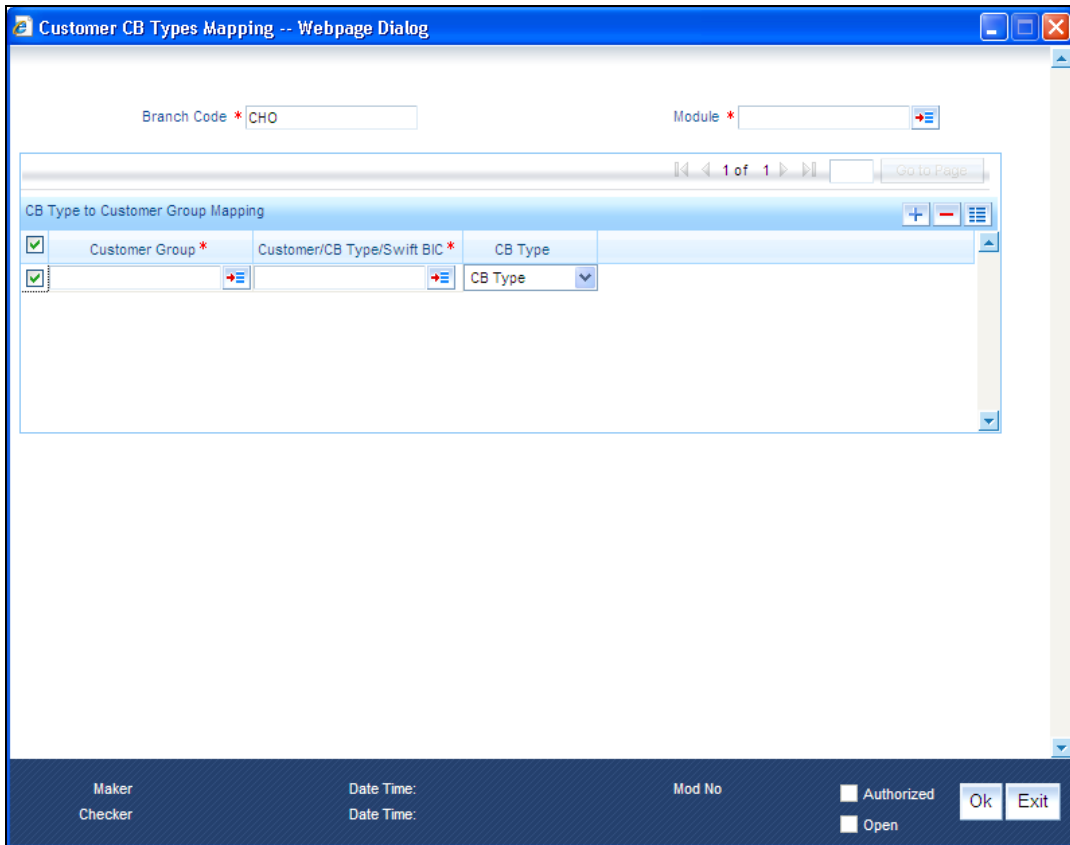 Customer CB Types Mapping -- Webpage Dialog
Branch Code * CHO
Module *
1 of 1
Go to Page
CB Type to Customer Group Mapping
Customer Group * Customer/CB Type/Swift BIC * CB Type
CB Type
Maker Date Time: Mod No
Authorized
Ok Exit
Checker Date Time:
Open